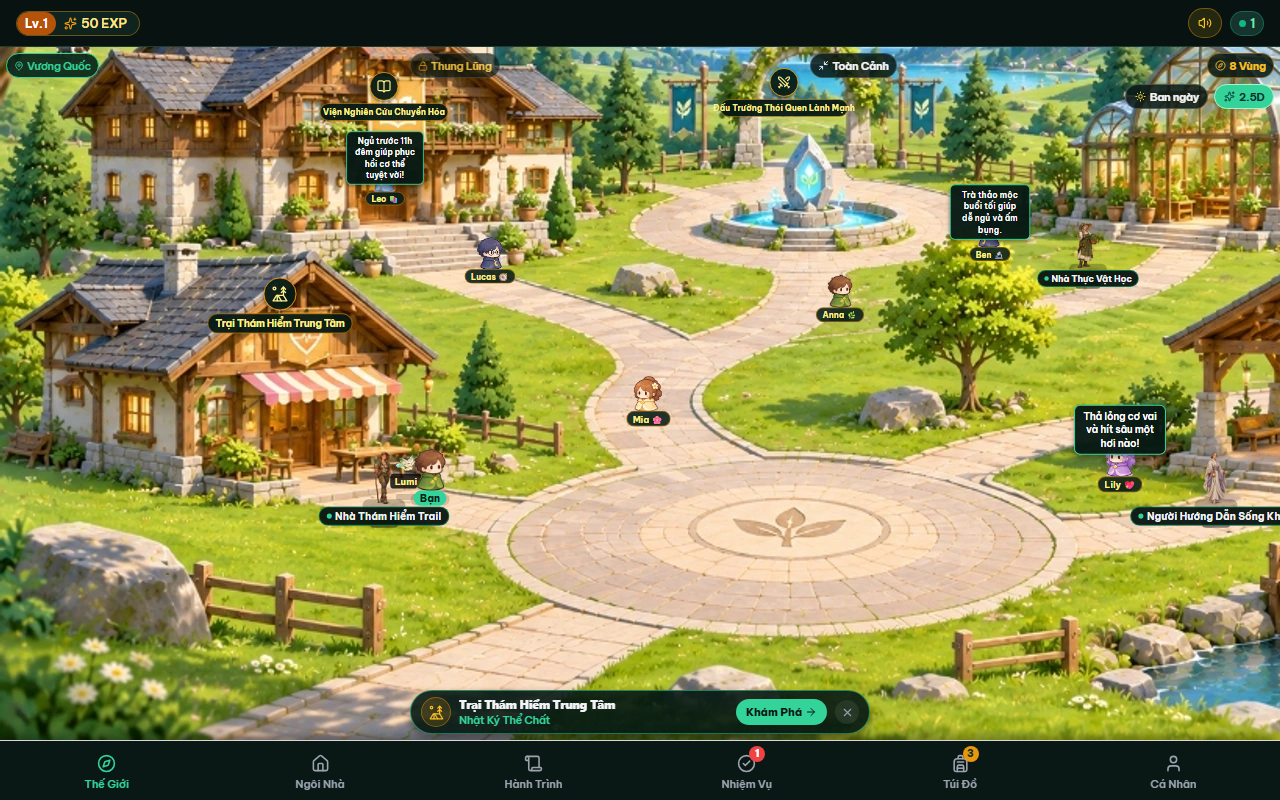 Lv.1 50 EXP
1
Vương Quốc
Thung Lũng
Toàn Cảnh
8 Vùng
Ban ngày
2.5D
Viện Nghiên Cứu Chuyển Hóa
Đấu Trường Thói Quen Lành Mạnh
Ngủ trước 11h
đêm giúp phục
hồi cơ thể
tuyệt vời!
Leo
Trà thảo mộc
buổi tối giúp
dễ ngủ và ấm
bụng.
Ben
Lucas
Nhà Thực Vật Học
Anna
Trại Thám Hiểm Trung Tâm
Mia
Thả lỏng cơ vai
và hít sâu một
hơi nào!
Lily
Lumi
Bạn
Nhà Thám Hiểm Trail
Người Hướng Dẫn Sống
Trại Thám Hiểm Trung Tâm
Nhật Ký Thể Chất
Khám Phá →
Thế Giới
Ngôi Nhà
Hành Trình
1
Nhiệm Vụ
3
Túi Đồ
Cá Nhân